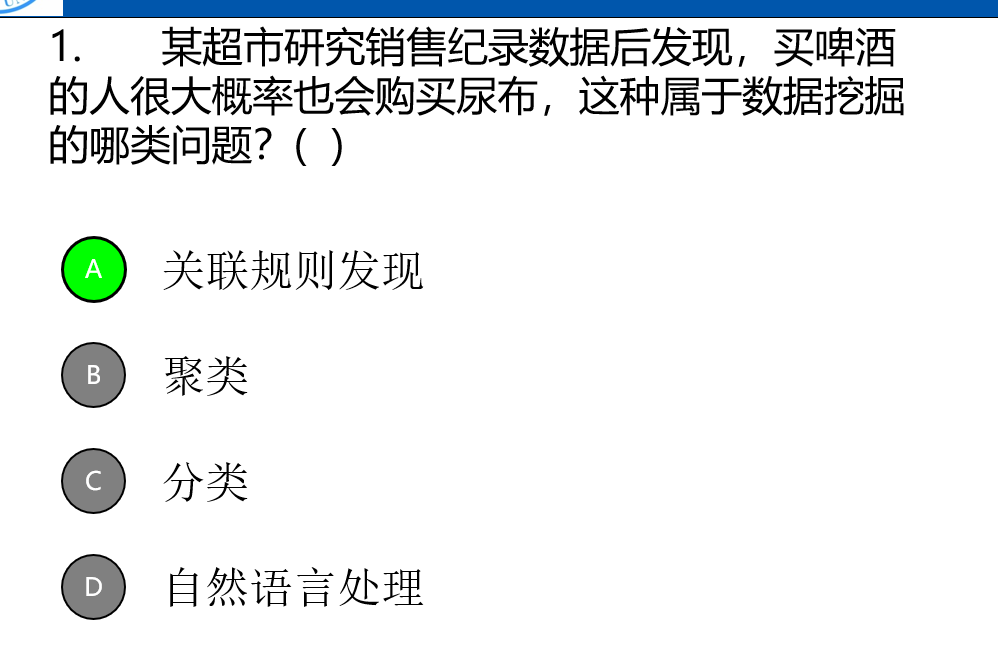 1. 某超市研究销售纪录数据后发现，买啤酒
的人很大概率也会购买尿布，这种属于数据挖掘
的哪类问题？( )
A 关联规则发现
B 聚类
C 分类
D 自然语言处理